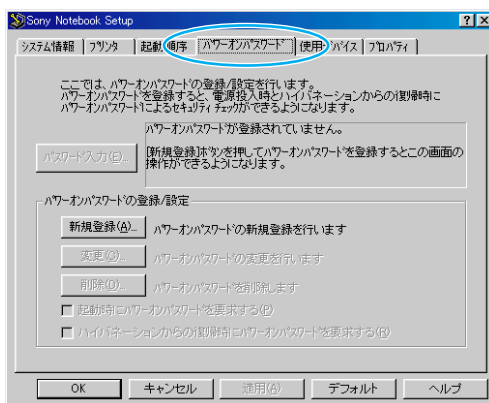 Sony Notebook Setup
システム情報 プリンタ 起動順序 パワーオンパスワード 使用デバイス プロパティ
ここでは、パワーオンパスワードの登録/設定を行います。
パワーオンパスワードを登録すると、電源投入時とハイバネーションからの復帰時に
パワーオンパスワードによるセキュリティ チェックができるようになります。
パワーオンパスワードが登録されていません。
パスワード入力(E)...
[新規登録]ボタンを押してパワーオンパスワードを登録するとこの画面の
操作ができるようになります。
パワーオンパスワードの登録/設定
新規登録(A)... パワーオンパスワードの新規登録を行います
変更(C)... パワーオンパスワードの変更を行います
削除(D)... パワーオンパスワードを削除します
起動時にパワーオンパスワードを要求する(P)
ハイバネーションからの復帰時にパワーオンパスワードを要求する(R)
OK キャンセル 適用(A) デフォルト ヘルプ